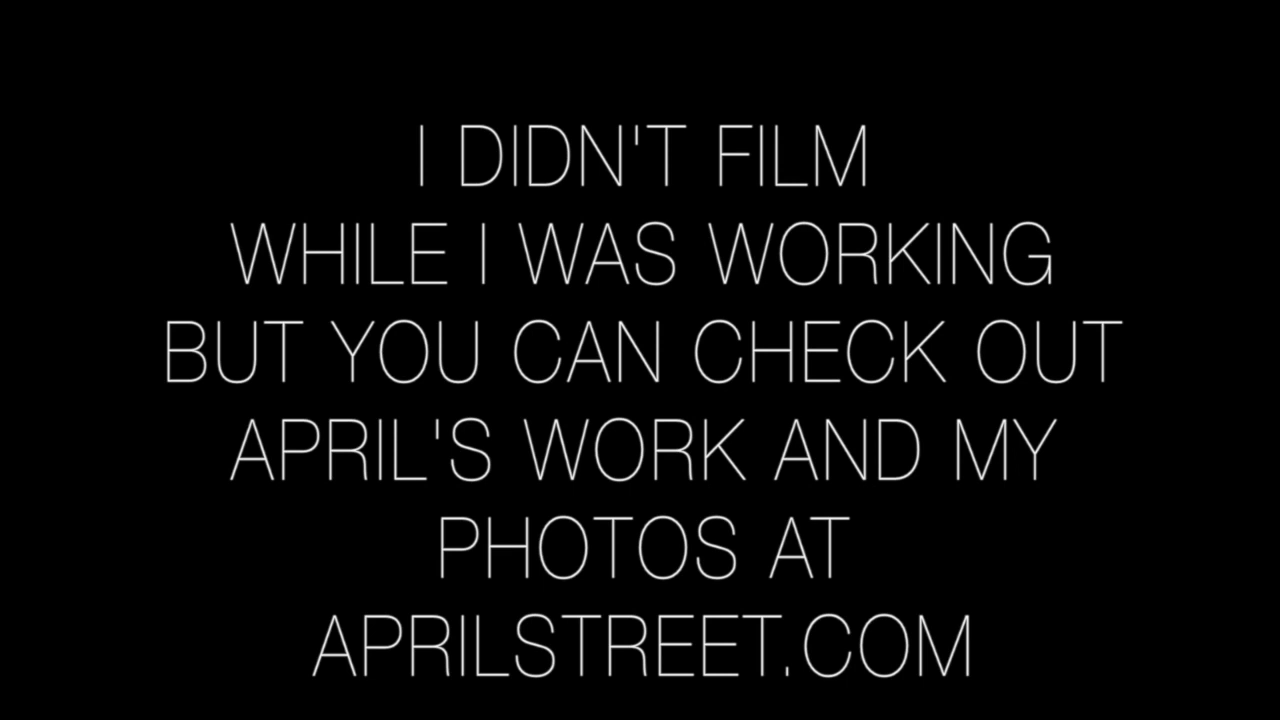 I DIDN'T FILM
WHILE I WAS WORKING
BUT YOU CAN CHECK OUT
APRIL'S WORK AND MY
PHOTOS AT
APRILSTREET.COM